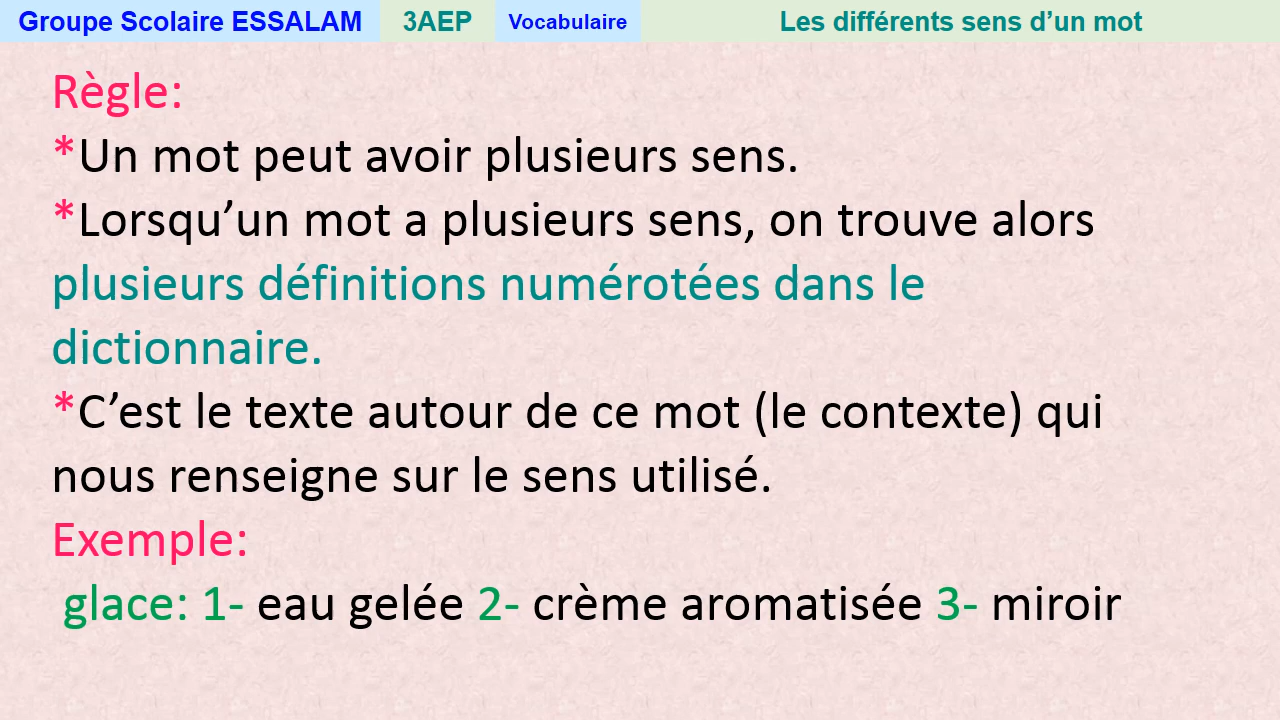 Groupe Scolaire ESSALAM 3AEP Vocabulaire Les différents sens d’un mot
Règle:
*Un mot peut avoir plusieurs sens.
*Lorsqu’un mot a plusieurs sens, on trouve alors
plusieurs définitions numérotées dans le
dictionnaire.
*C’est le texte autour de ce mot (le contexte) qui
nous renseigne sur le sens utilisé.
Exemple:
glace: 1- eau gelée 2- crème aromatisée 3- miroir